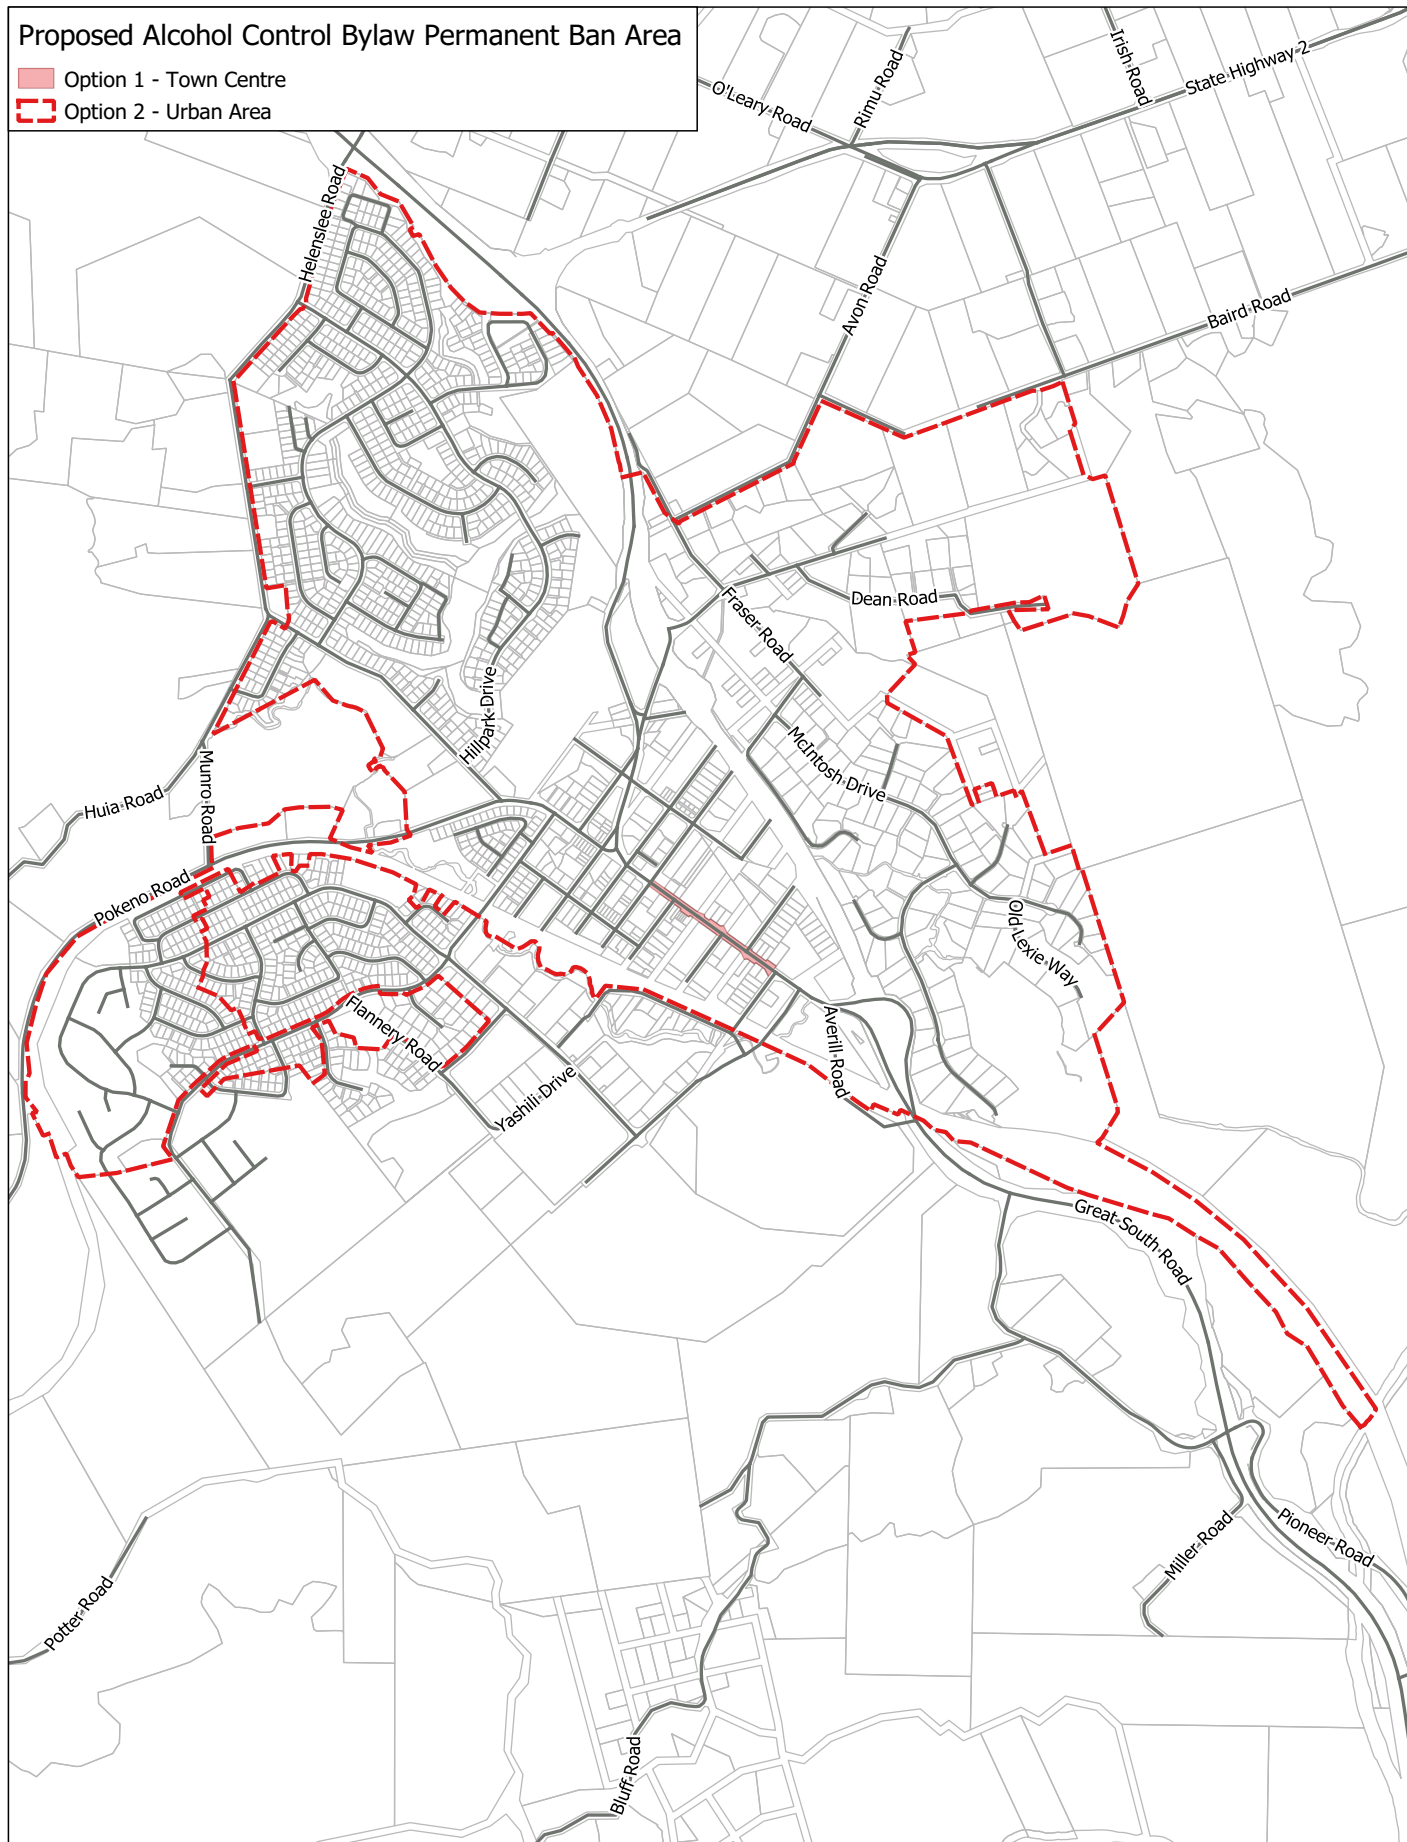 Proposed Alcohol Control Bylaw Permanent Ban Area
Option 1 - Town Centre
Option 2 - Urban Area
Irish Road
Rimu Road
State Highway 2
O'Leary Road
Helenslee Road
Avon Road
Baird Road
Dean Road
Fraser Road
Hillpark Drive
McIntosh Drive
Munro Road
Huia Road
Pokeno Road
Old Lexie Way
Flannery Road
Averill Road
Yashili Drive
Great South Road
Pioneer Road
Miller Road
Potter Road
Bluff Road